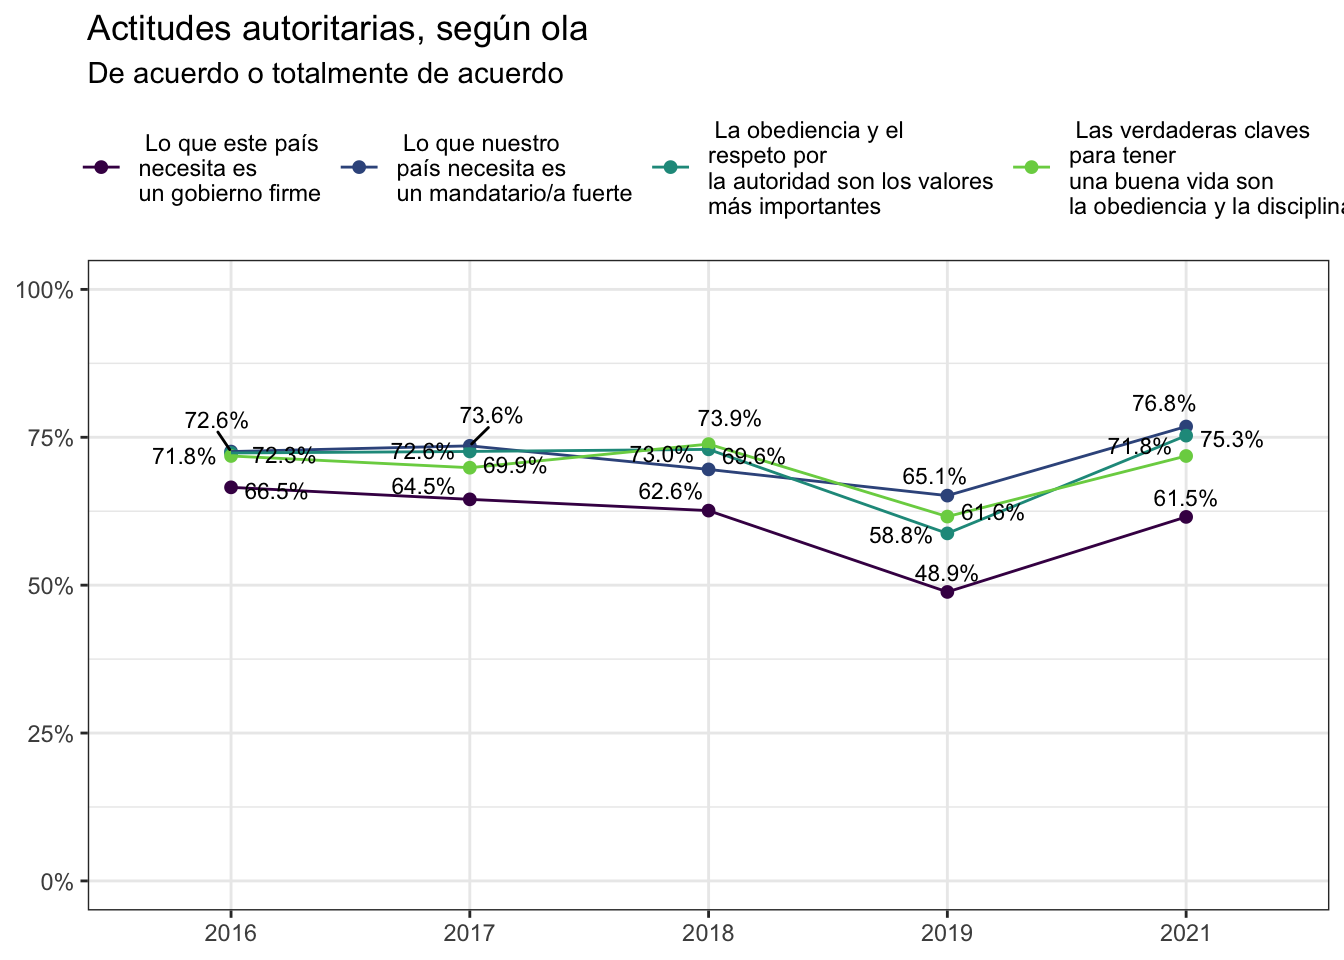 Actitudes autoritarias, según ola
De acuerdo o totalmente de acuerdo
Lo que este país
necesita es
un gobierno firme
Lo que nuestro
país necesita es
un mandatario/a fuerte
La obediencia y el
respeto por
la autoridad son los valores
más importantes
Las verdaderas claves
para tener
una buena vida son
la obediencia y la disciplina
100%
75%
50%
25%
0%
72.6%
71.8%
72.3%
66.5%
73.6%
72.6%
69.9%
64.5%
73.9%
73.0%
69.6%
62.6%
65.1%
61.6%
58.8%
48.9%
76.8%
71.8%
75.3%
61.5%
2016
2017
2018
2019
2021